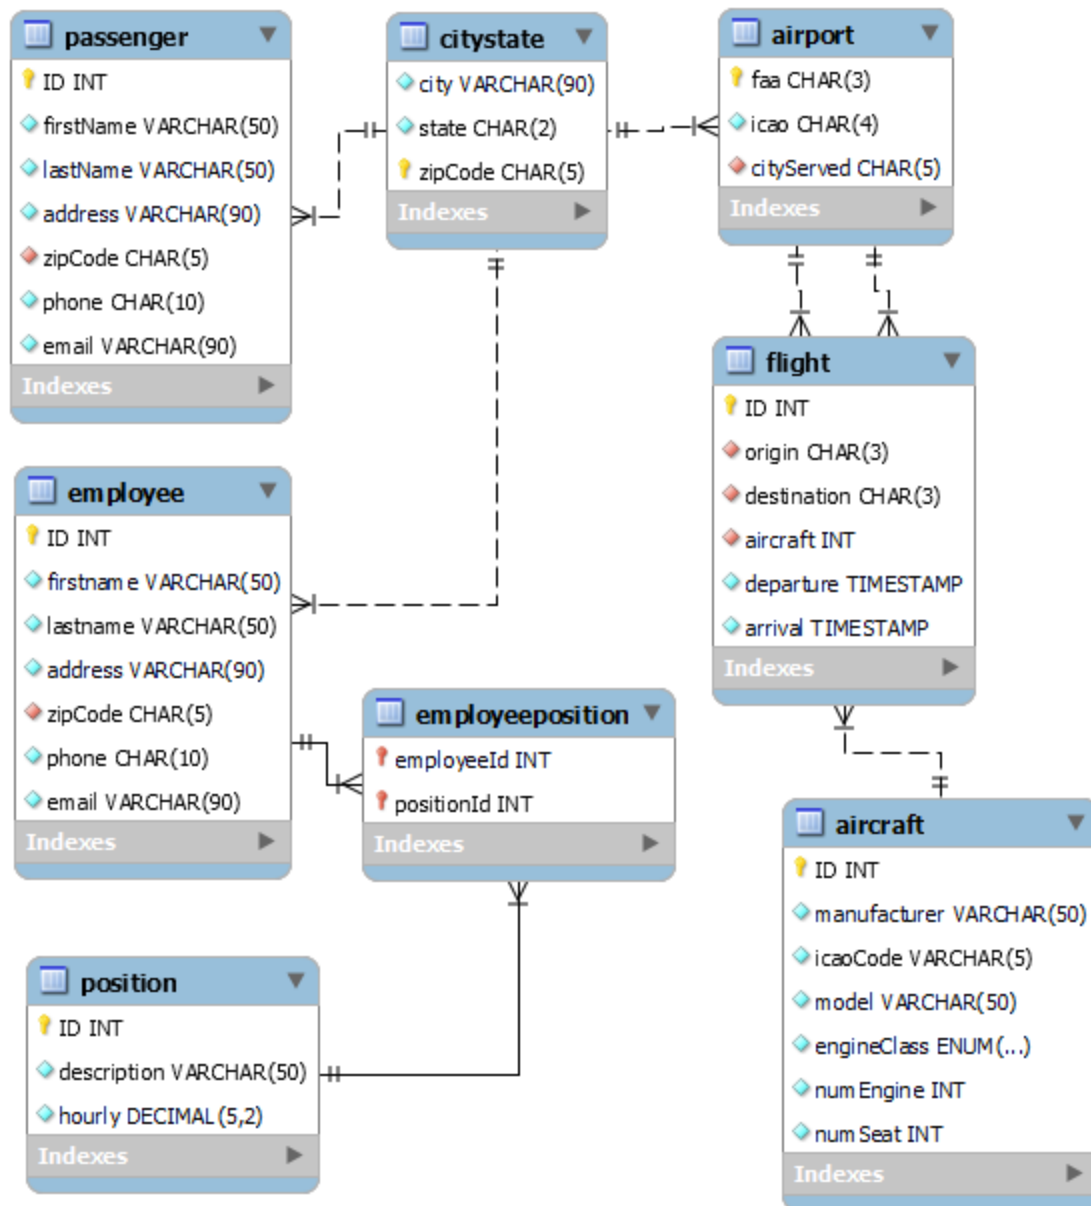 passenger
ID INT
firstName VARCHAR(50)
lastName VARCHAR(50)
address VARCHAR(90)
zipCode CHAR(5)
phone CHAR(10)
email VARCHAR(90)
Indexes
citystate
city VARCHAR(90)
state CHAR(2)
zipCode CHAR(5)
Indexes
airport
faa CHAR(3)
icao CHAR(4)
cityServed CHAR(5)
Indexes
flight
ID INT
origin CHAR(3)
destination CHAR(3)
aircraft INT
departure TIMESTAMP
arrival TIMESTAMP
Indexes
employee
ID INT
firstname VARCHAR(50)
lastname VARCHAR(50)
address VARCHAR(90)
zipCode CHAR(5)
phone CHAR(10)
email VARCHAR(90)
Indexes
employeeposition
employeeId INT
positionId INT
Indexes
aircraft
ID INT
manufacturer VARCHAR(50)
icaoCode VARCHAR(5)
model VARCHAR(50)
engineClass ENUM(...)
numEngine INT
numSeat INT
Indexes
position
ID INT
description VARCHAR(50)
hourly DECIMAL(5,2)
Indexes